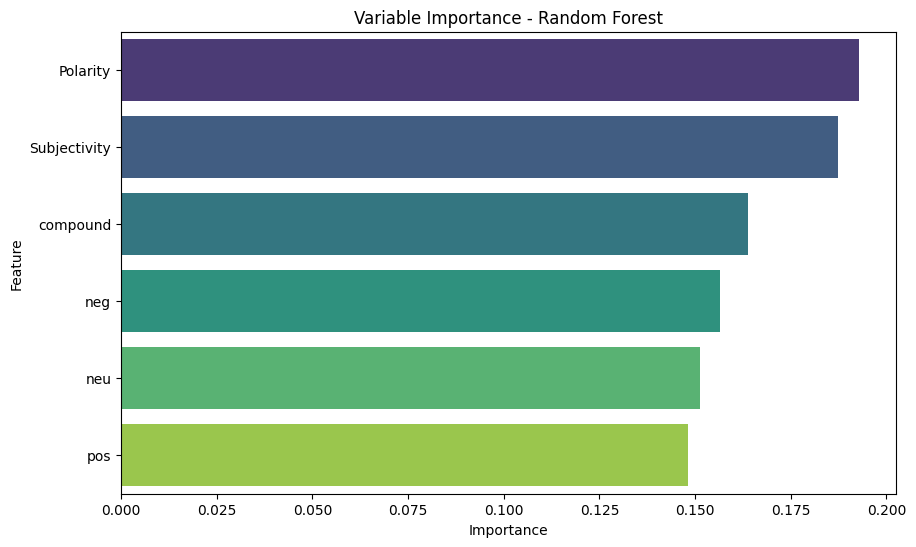 Variable Importance - Random Forest
Polarity
Subjectivity
compound
neg
neu
pos
Feature
0.000 0.025 0.050 0.075 0.100 0.125 0.150 0.175 0.200
Importance